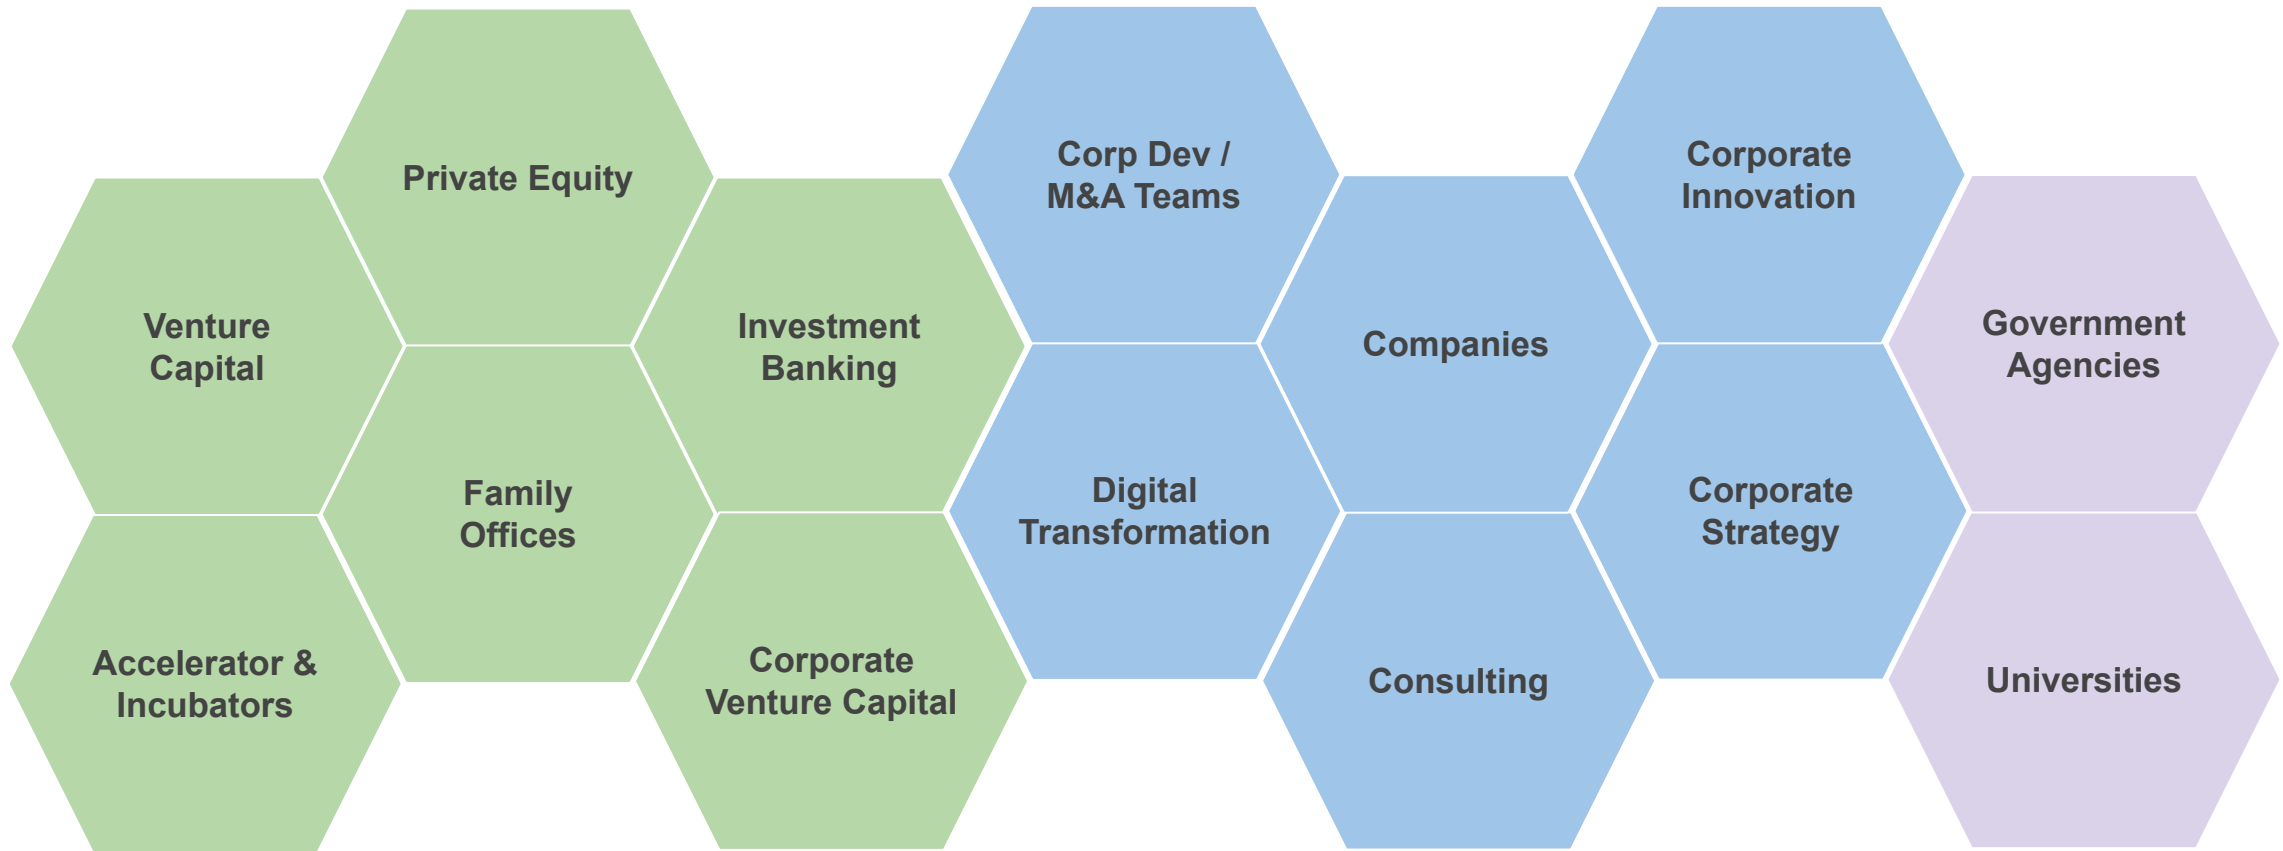 Private Equity
Venture
Capital
Investment
Banking
Family
Offices
Accelerator &
Incubators
Corporate
Venture Capital
Corp Dev /
M&A Teams
Companies
Digital
Transformation
Consulting
Corporate
Innovation
Corporate
Strategy
Government
Agencies
Universities